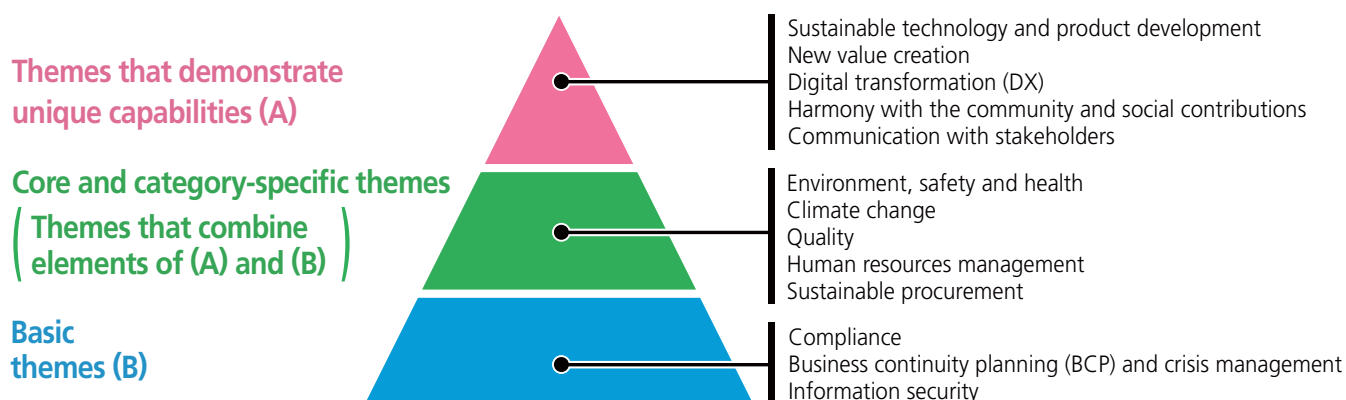 Themes that demonstrate
unique capabilities (A)
Sustainable technology and product development
New value creation
Digital transformation (DX)
Harmony with the community and social contributions
Communication with stakeholders
Core and category-specific themes
(Themes that combine
elements of (A) and (B))
Environment, safety and health
Climate change
Quality
Human resources management
Sustainable procurement
Basic
themes (B)
Compliance
Business continuity planning (BCP) and crisis management
Information security